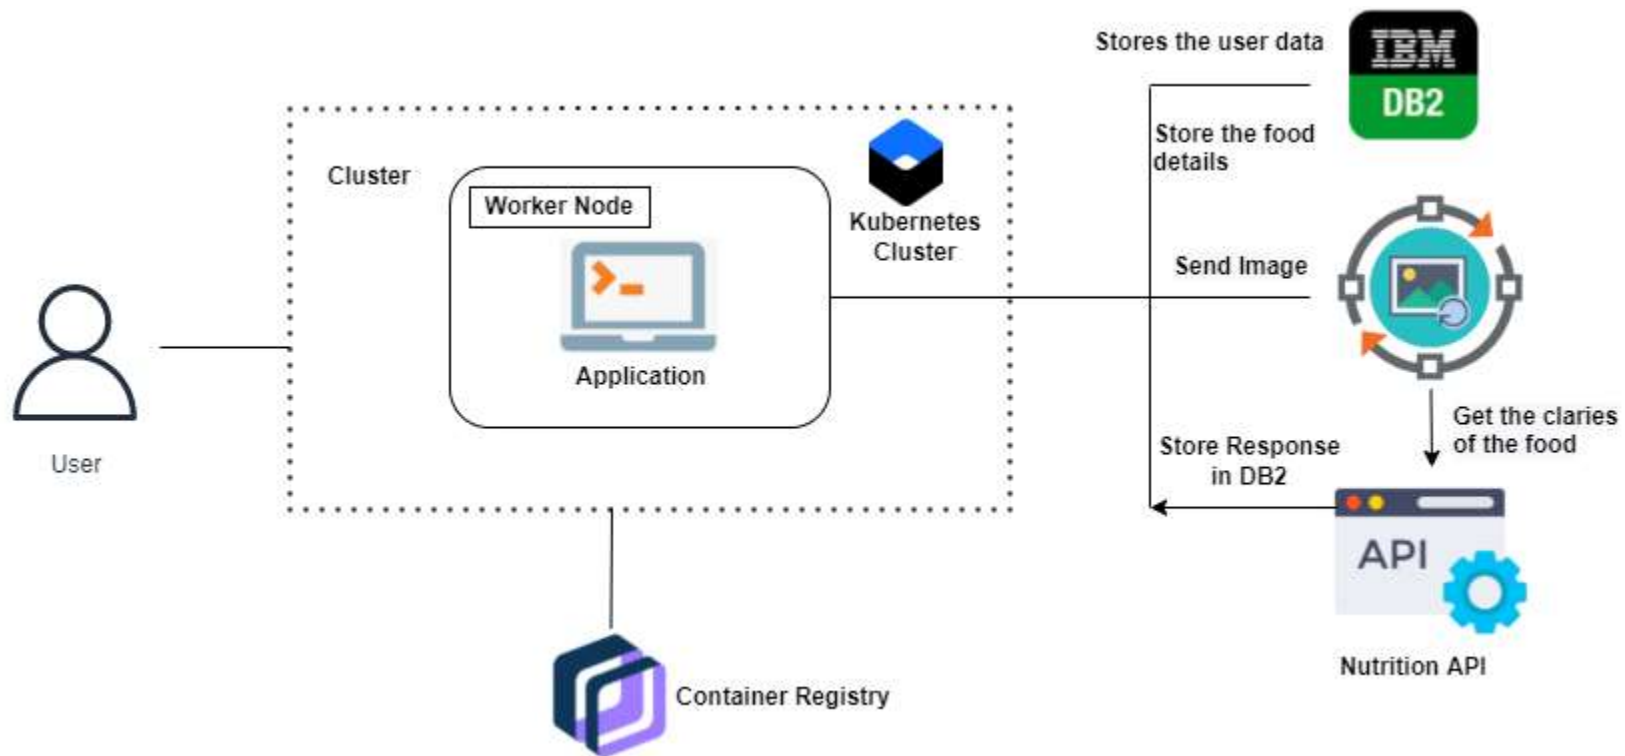 Stores the user data
IBM
DB2
Store the food
details
Cluster
Worker Node
Kubernetes
Cluster
Send Image
Application
Get the claries
of the food
User
Store Response
in DB2
API
Nutrition API
Container Registry